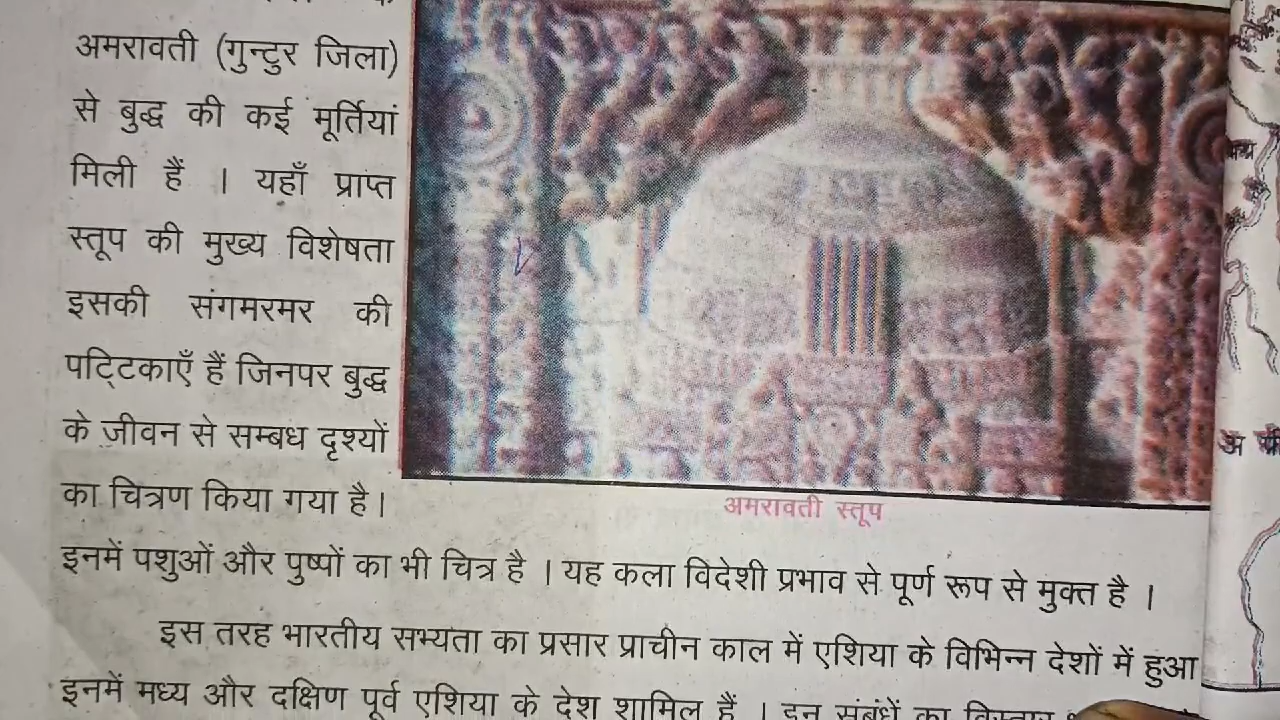 अमरावती (गुन्टुर जिला)
से बुद्ध की कई मूर्तियां
मिली हैं । यहाँ प्राप्त
स्तूप की मुख्य विशेषता
इसकी संगमरमर की
पट्टिकाएँ हैं जिनपर बुद्ध
के जीवन से सम्बध दृश्यों
का चित्रण किया गया है।
अमरावती स्तूप
इनमें पशुओं और पुष्पों का भी चित्र है । यह कला विदेशी प्रभाव से पूर्ण रूप से मुक्त है ।
इस तरह भारतीय सभ्यता का प्रसार प्राचीन काल में एशिया के विभिन्न देशों में हुआ
इनमें मध्य और दक्षिण पूर्व एशिया के देश शामिल हैं । इन संबंधों का विस्तार